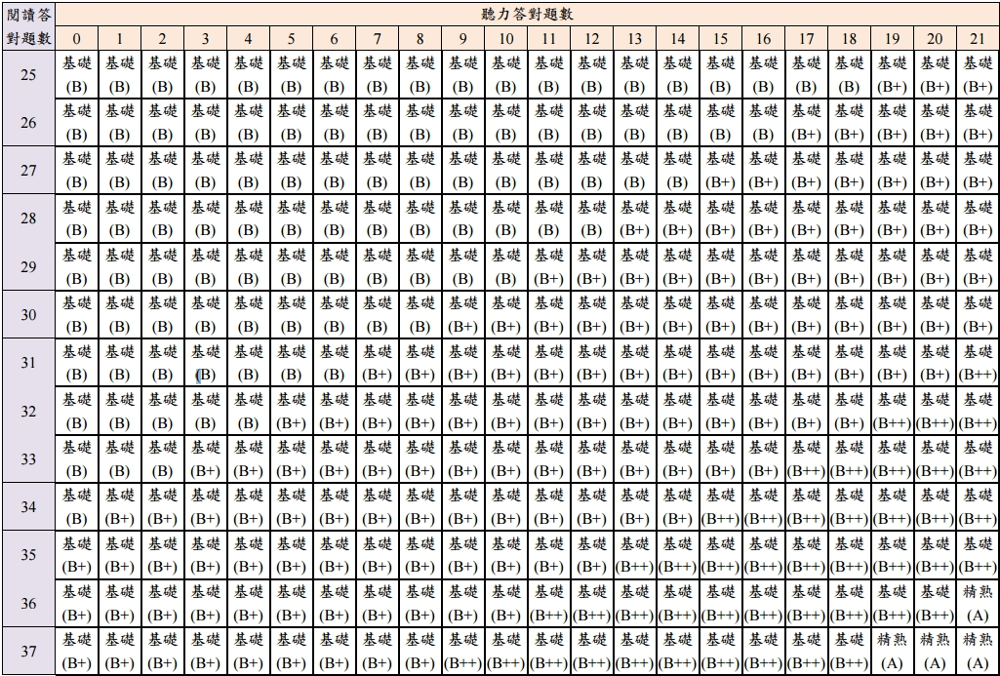 閱讀答 聽力答對題數
對題數 0 1 2 3 4 5 6 7 8 9 10 11 12 13 14 15 16 17 18 19 20 21
25 基礎 基礎 基礎 基礎 基礎 基礎 基礎 基礎 基礎 基礎 基礎 基礎 基礎 基礎 基礎 基礎 基礎 基礎 基礎 基礎 基礎 基礎
(B) (B) (B) (B) (B) (B) (B) (B) (B) (B) (B) (B) (B) (B) (B) (B) (B) (B) (B) (B+) (B+) (B+)
26 基礎 基礎 基礎 基礎 基礎 基礎 基礎 基礎 基礎 基礎 基礎 基礎 基礎 基礎 基礎 基礎 基礎 基礎 基礎 基礎 基礎 基礎
(B) (B) (B) (B) (B) (B) (B) (B) (B) (B) (B) (B) (B) (B) (B) (B) (B) (B+) (B+) (B+) (B+) (B+)
27 基礎 基礎 基礎 基礎 基礎 基礎 基礎 基礎 基礎 基礎 基礎 基礎 基礎 基礎 基礎 基礎 基礎 基礎 基礎 基礎 基礎 基礎
(B) (B) (B) (B) (B) (B) (B) (B) (B) (B) (B) (B) (B) (B) (B) (B+) (B+) (B+) (B+) (B+) (B+) (B+)
28 基礎 基礎 基礎 基礎 基礎 基礎 基礎 基礎 基礎 基礎 基礎 基礎 基礎 基礎 基礎 基礎 基礎 基礎 基礎 基礎 基礎 基礎
(B) (B) (B) (B) (B) (B) (B) (B) (B) (B) (B) (B) (B) (B+) (B+) (B+) (B+) (B+) (B+) (B+) (B+) (B+)
29 基礎 基礎 基礎 基礎 基礎 基礎 基礎 基礎 基礎 基礎 基礎 基礎 基礎 基礎 基礎 基礎 基礎 基礎 基礎 基礎 基礎 基礎
(B) (B) (B) (B) (B) (B) (B) (B) (B) (B) (B) (B+) (B+) (B+) (B+) (B+) (B+) (B+) (B+) (B+) (B+) (B+)
30 基礎 基礎 基礎 基礎 基礎 基礎 基礎 基礎 基礎 基礎 基礎 基礎 基礎 基礎 基礎 基礎 基礎 基礎 基礎 基礎 基礎 基礎
(B) (B) (B) (B) (B) (B) (B) (B) (B) (B+) (B+) (B+) (B+) (B+) (B+) (B+) (B+) (B+) (B+) (B+) (B+) (B+)
31 基礎 基礎 基礎 基礎 基礎 基礎 基礎 基礎 基礎 基礎 基礎 基礎 基礎 基礎 基礎 基礎 基礎 基礎 基礎 基礎 基礎 基礎
(B) (B) (B) (B) (B) (B) (B) (B+) (B+) (B+) (B+) (B+) (B+) (B+) (B+) (B+) (B+) (B+) (B+) (B+) (B+) (B++)
32 基礎 基礎 基礎 基礎 基礎 基礎 基礎 基礎 基礎 基礎 基礎 基礎 基礎 基礎 基礎 基礎 基礎 基礎 基礎 基礎 基礎 基礎
(B) (B) (B) (B) (B) (B+) (B+) (B+) (B+) (B+) (B+) (B+) (B+) (B+) (B+) (B+) (B+) (B+) (B+) (B++) (B++) (B++)
33 基礎 基礎 基礎 基礎 基礎 基礎 基礎 基礎 基礎 基礎 基礎 基礎 基礎 基礎 基礎 基礎 基礎 基礎 基礎 基礎 基礎 基礎
(B) (B) (B) (B+) (B+) (B+) (B+) (B+) (B+) (B+) (B+) (B+) (B+) (B+) (B+) (B+) (B+) (B++) (B++) (B++) (B++) (B++)
34 基礎 基礎 基礎 基礎 基礎 基礎 基礎 基礎 基礎 基礎 基礎 基礎 基礎 基礎 基礎 基礎 基礎 基礎 基礎 基礎 基礎 基礎
(B) (B+) (B+) (B+) (B+) (B+) (B+) (B+) (B+) (B+) (B+) (B+) (B+) (B+) (B+) (B++) (B++) (B++) (B++) (B++) (B++) (B++)
35 基礎 基礎 基礎 基礎 基礎 基礎 基礎 基礎 基礎 基礎 基礎 基礎 基礎 基礎 基礎 基礎 基礎 基礎 基礎 基礎 基礎 基礎
(B+) (B+) (B+) (B+) (B+) (B+) (B+) (B+) (B+) (B+) (B+) (B+) (B+) (B++) (B++) (B++) (B++) (B++) (B++) (B++) (B++) (B++)
36 基礎 基礎 基礎 基礎 基礎 基礎 基礎 基礎 基礎 基礎 基礎 基礎 基礎 基礎 基礎 基礎 基礎 基礎 基礎 基礎 基礎 精熟
(B+) (B+) (B+) (B+) (B+) (B+) (B+) (B+) (B+) (B+) (B+) (B++) (B++) (B++) (B++) (B++) (B++) (B++) (B++) (B++) (B++) (A)
37 基礎 基礎 基礎 基礎 基礎 基礎 基礎 基礎 基礎 基礎 基礎 基礎 基礎 基礎 基礎 基礎 基礎 基礎 基礎 精熟 精熟 精熟
(B+) (B+) (B+) (B+) (B+) (B+) (B+) (B+) (B+) (B++) (B++) (B++) (B++) (B++) (B++) (B++) (B++) (B++) (B++) (A) (A) (A)